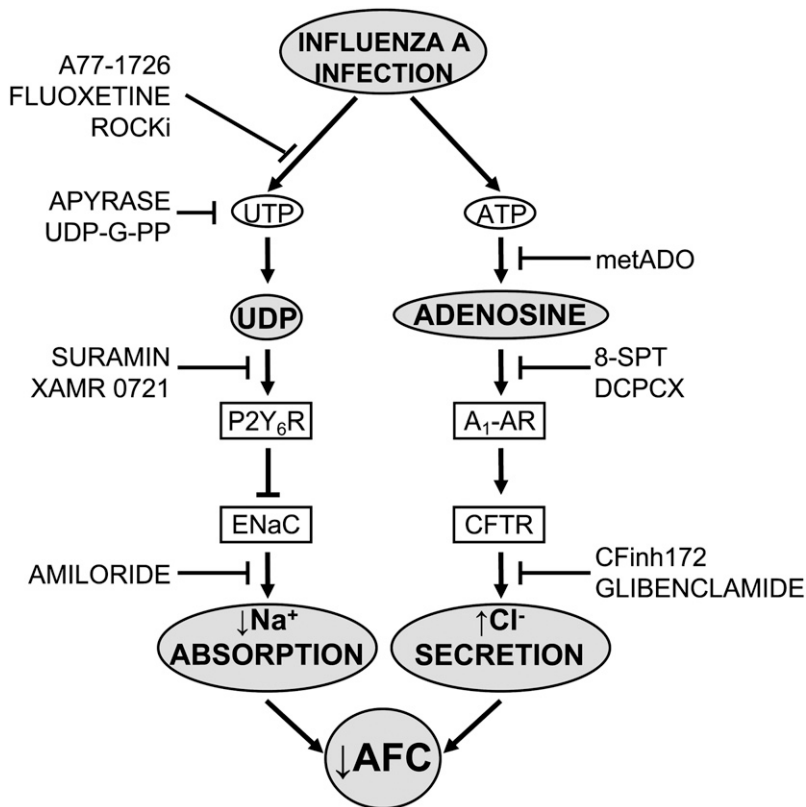 INFLUENZA A
INFECTION
A77-1726
FLUOXETINE
ROCKi
APYRASE
UDP-G-PP
UTP
ATP
metADO
UDP
ADENOSINE
SURAMIN
XAMR 0721
8-SPT
DCPCX
P2Y₆R
A₁-AR
ENaC
CFTR
AMILORIDE
CFinh172
GLIBENCLAMIDE
↓Na⁺
ABSORPTION
↑Cl⁻
SECRETION
↓AFC